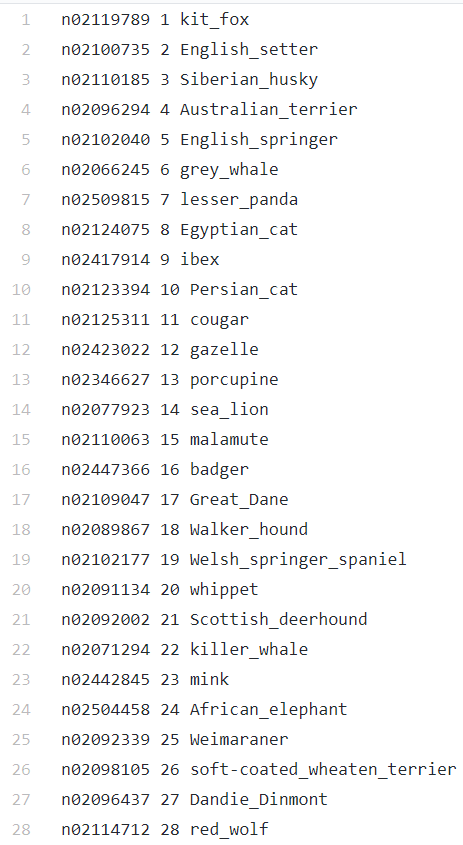 1 n02119789 1 kit_fox
2 n02100735 2 English_setter
3 n02110185 3 Siberian_husky
4 n02096294 4 Australian_terrier
5 n02102040 5 English_springer
6 n02066245 6 grey_whale
7 n02509815 7 lesser_panda
8 n02124075 8 Egyptian_cat
9 n02417914 9 ibex
10 n02123394 10 Persian_cat
11 n02125311 11 cougar
12 n02423022 12 gazelle
13 n02346627 13 porcupine
14 n02077923 14 sea_lion
15 n02110063 15 malamute
16 n02447366 16 badger
17 n02109047 17 Great_Dane
18 n02089867 18 Walker_hound
19 n02102177 19 Welsh_springer_spaniel
20 n02091134 20 whippet
21 n02092002 21 Scottish_deerhound
22 n02071294 22 killer_whale
23 n02442845 23 mink
24 n02504458 24 African_elephant
25 n02092339 25 Weimaraner
26 n02098105 26 soft-coated_wheaten_terrier
27 n02096437 27 Dandie_Dinmont
28 n02114712 28 red_wolf